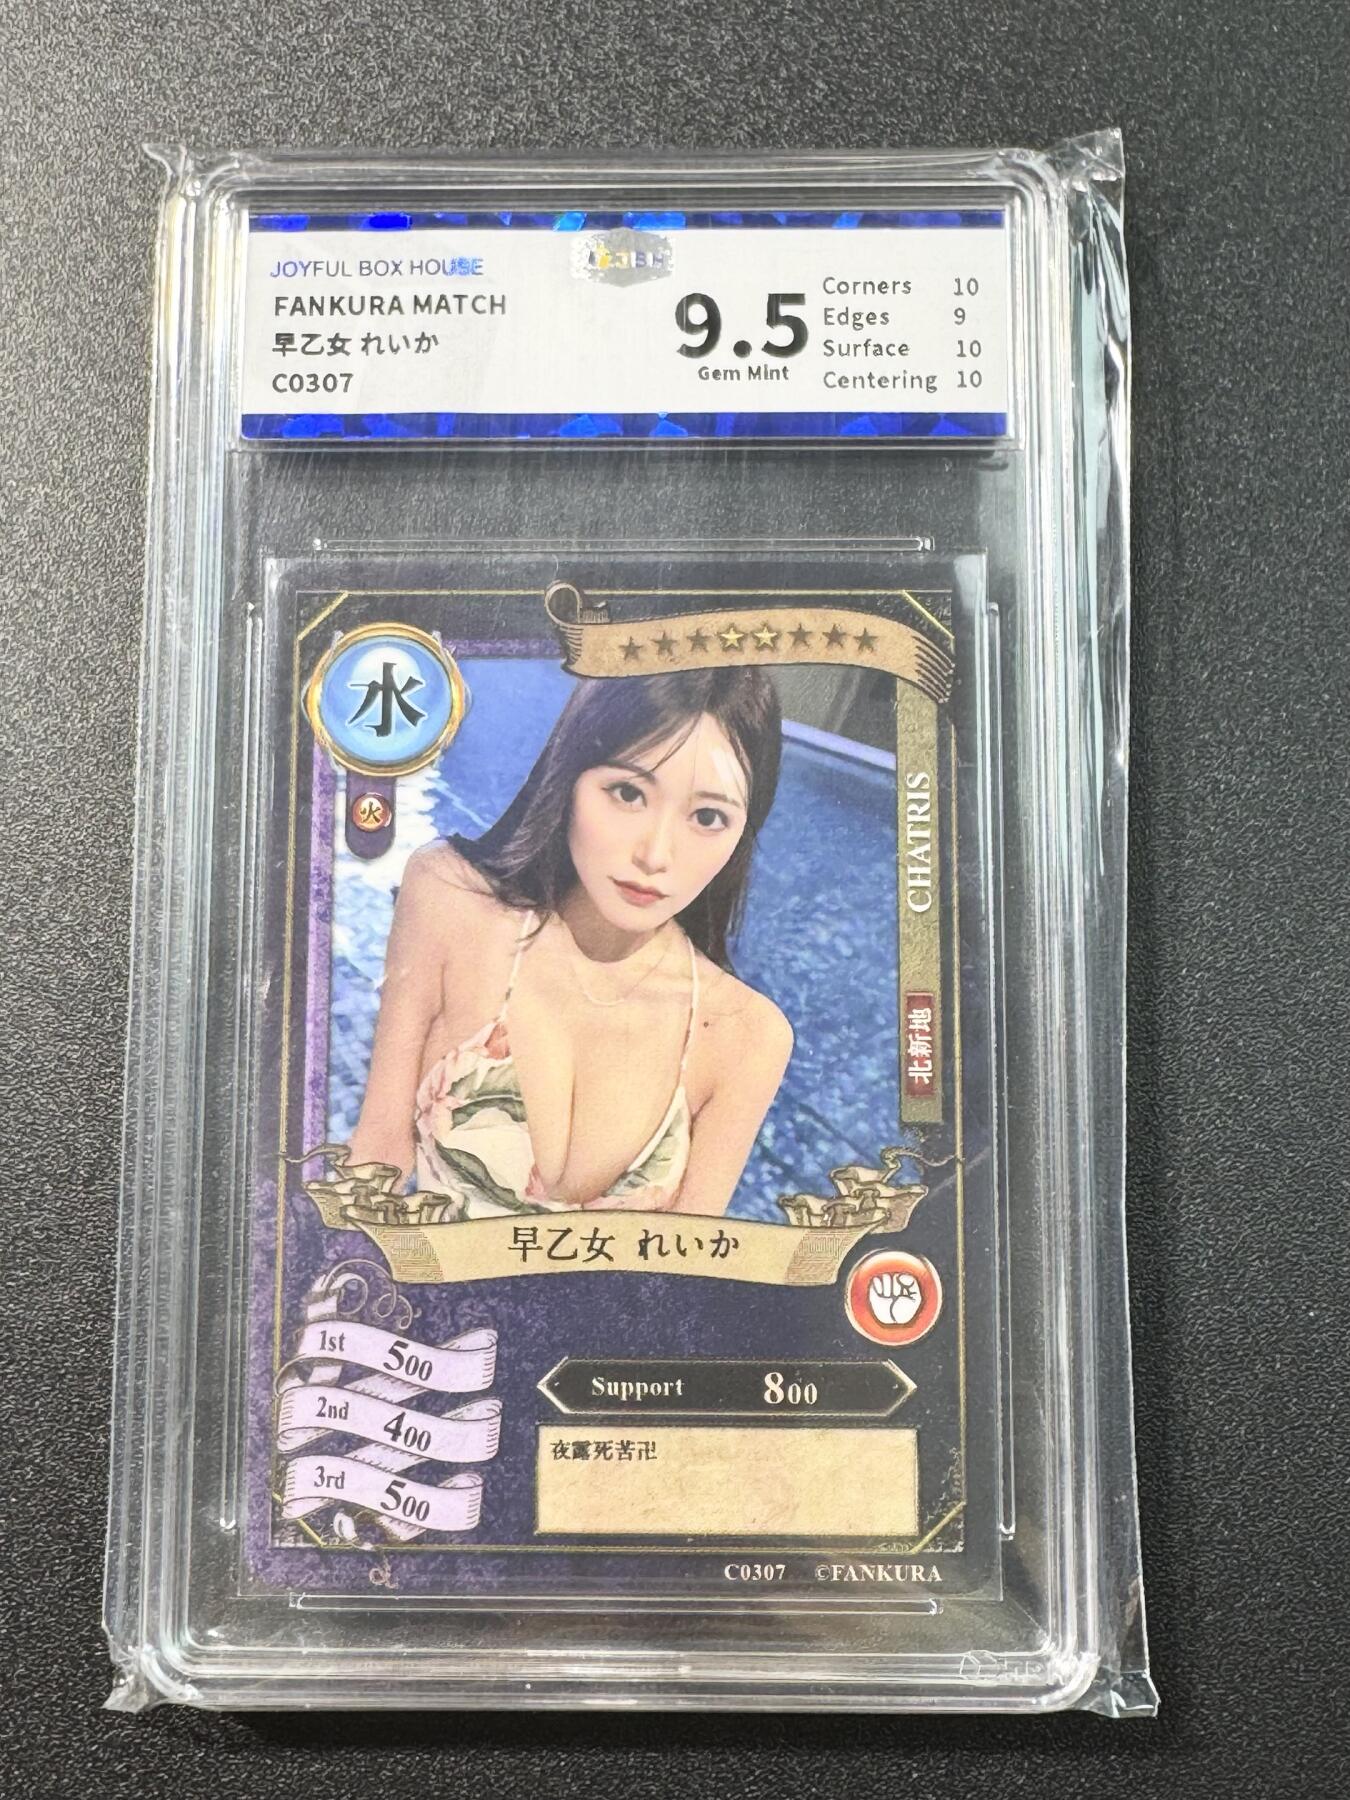 JOYFUL BOX HOUSE
FANKURA MATCH
早乙女 れいか
C0307
9.5
Gem Mint
Corners 10
Edges 9
Surface 10
Centering 10
水
火
CHATRIS
北新地
早乙女 れいか
1st 500
2nd 400
3rd 500
Support 800
夜露死苦卍
C0307 ©FANKURA